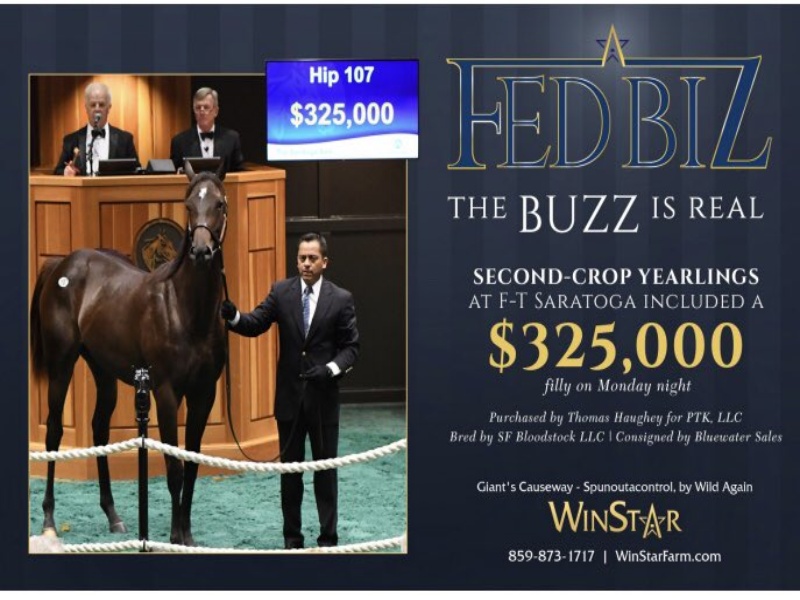 Hip 107
$325,000
FED BIZ
THE BUZZ IS REAL
SECOND-CROP YEARLINGS
AT F-T SARATOGA INCLUDED A
$325,000
filly on Monday night
Purchased by Thomas Haughey for PTK, LLC
Bred by SF Bloodstock LLC | Consigned by Bluewater Sales
Giant's Causeway - Spunoutacontrol, by Wild Again
WINSTAR
859-873-1717 | WinStarFarm.com